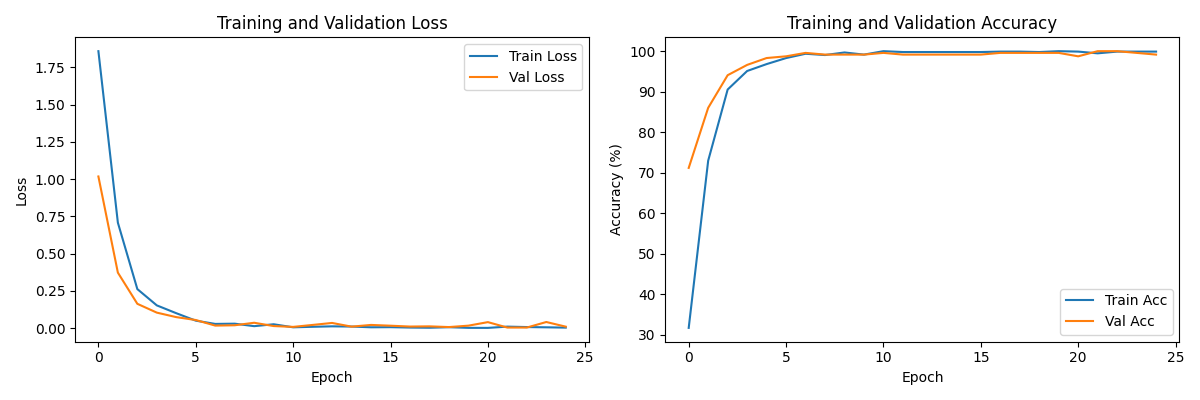 Training and Validation Loss
Train Loss
Val Loss
1.75
1.50
1.25
1.00
0.75
0.50
0.25
0.00
Loss
0 5 10 15 20 25
Epoch
Training and Validation Accuracy
100
90
80
70
60
50
40
30
Accuracy (%)
Train Acc
Val Acc
0 5 10 15 20 25
Epoch